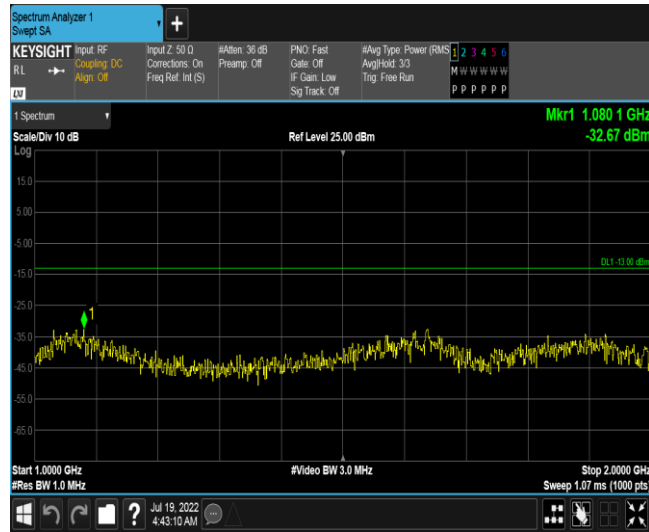 Spectrum Analyzer 1
Swept SA
+
KEYSIGHT Input: RF Input Z: 50 Ω #Atten: 36 dB PNO: Fast #Avg Type: Power (RMS 1 2 3 4 5 6
RL Coupling: DC Corrections: On Preamp: Off Gate: Off Avg|Hold: 3/3 M W W W W W
Align: Off Freq Ref: Int (S) IF Gain: Low Trig: Free Run
LXI Sig Track: Off P P P P P P
1 Spectrum Mkr1 1.080 1 GHz
Scale/Div 10 dB Ref Level 25.00 dBm -32.67 dBm
Log
15.0
5.00
-5.00
DL1 -13.00 dBm
-15.0
-25.0
1
-35.0
-45.0
-55.0
-65.0
Start 1.0000 GHz #Video BW 3.0 MHz Stop 2.0000 GHz
#Res BW 1.0 MHz Sweep 1.07 ms (1000 pts)
? Jul 19, 2022
4:43:10 AM